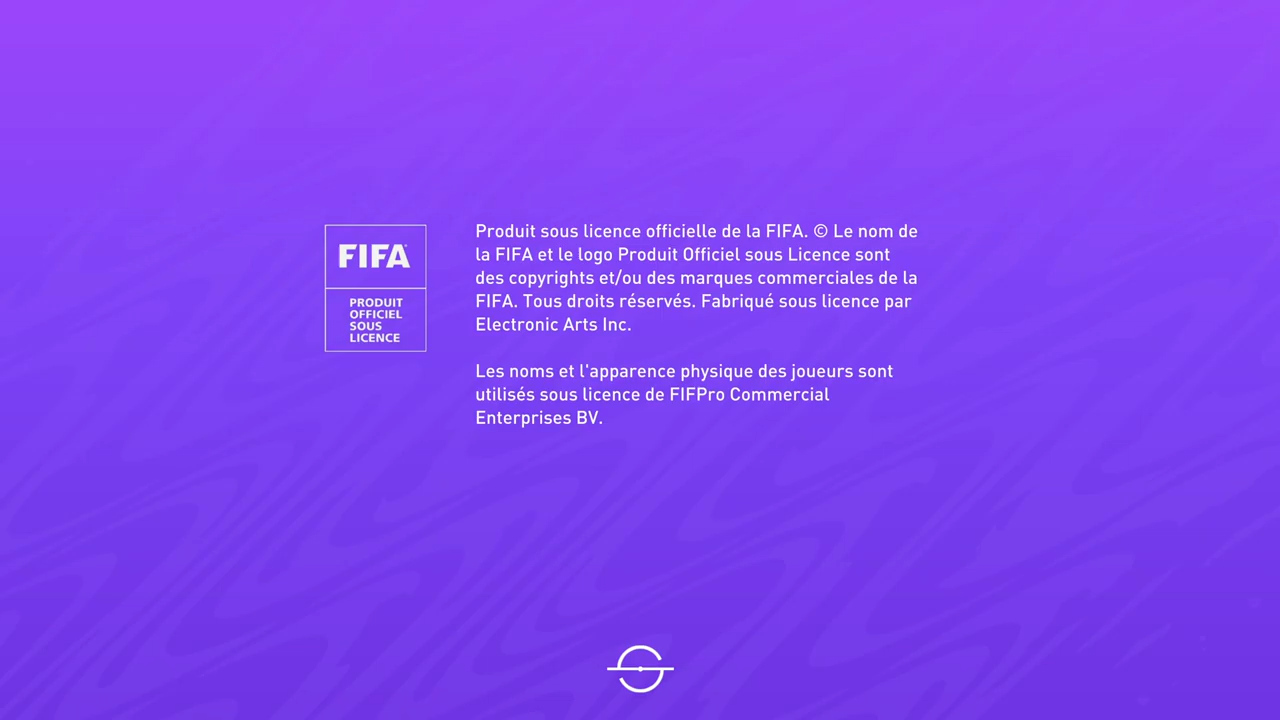 FIFA
PRODUIT
OFFICIEL
SOUS
LICENCE
Produit sous licence officielle de la FIFA. © Le nom de
la FIFA et le logo Produit Officiel sous Licence sont
des copyrights et/ou des marques commerciales de la
FIFA. Tous droits réservés. Fabriqué sous licence par
Electronic Arts Inc.
Les noms et l'apparence physique des joueurs sont
utilisés sous licence de FIFPro Commercial
Enterprises BV.